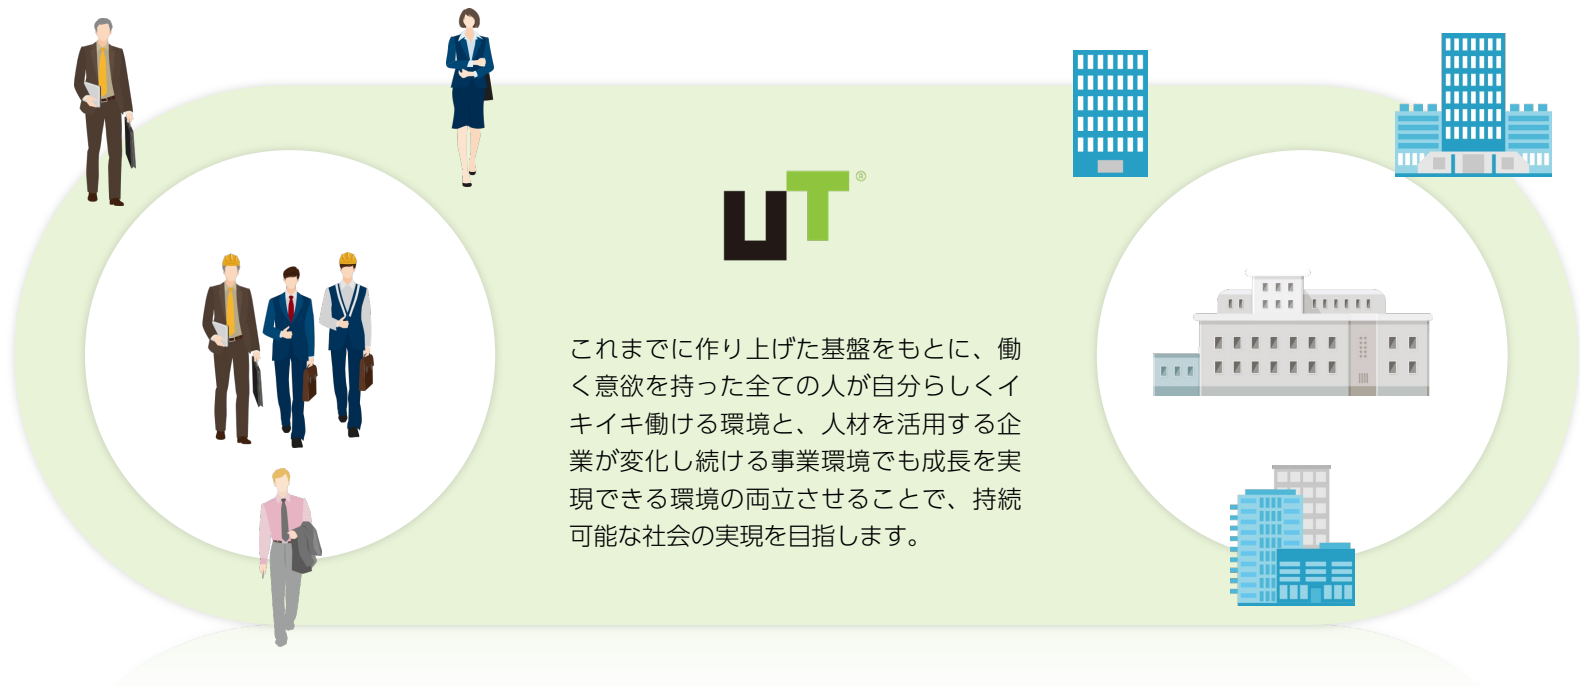 UT®
これまでに作り上げた基盤をもとに、働
く意欲を持った全ての人が自分らしくイ
キイキ働ける環境と、人材を活用する企
業が変化し続ける事業環境でも成長を実
現できる環境の両立させることで、持続
可能な社会の実現を目指します。